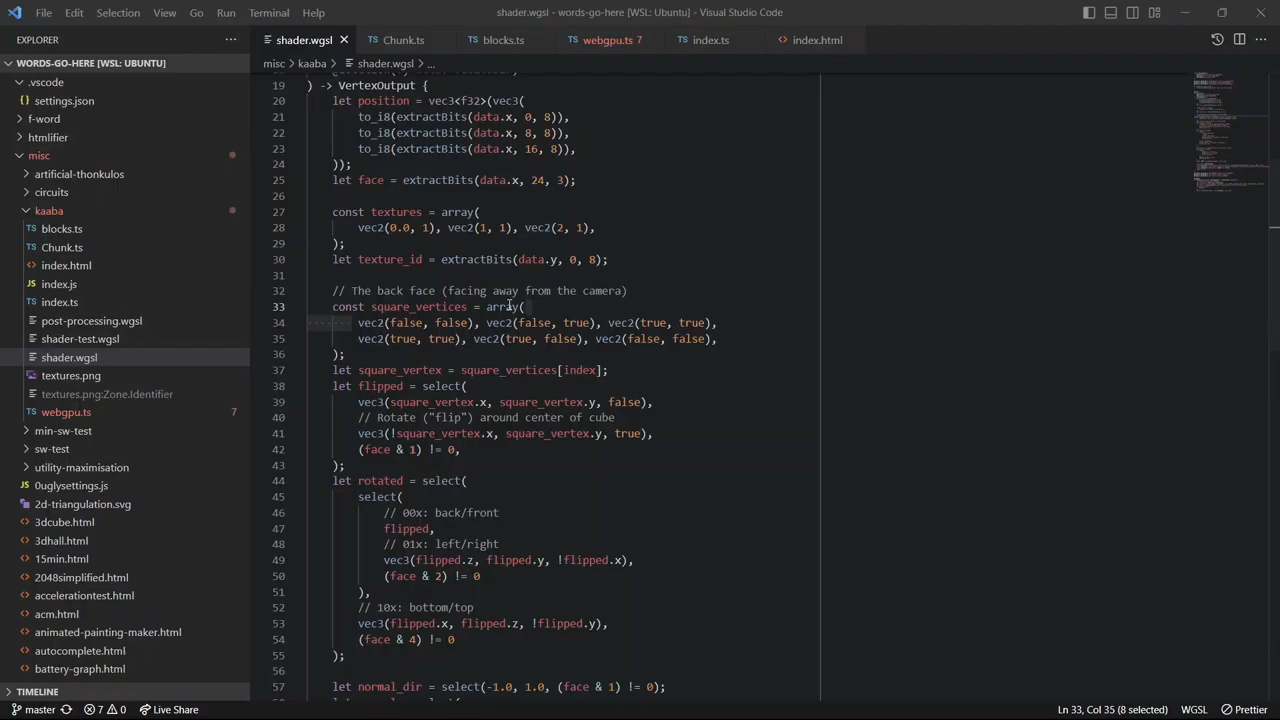 File Edit Selection View Go Run Terminal Help
shader.wgsl - words-go-here [WSL: Ubuntu] - Visual Studio Code
EXPLORER
WORDS-GO-HERE [WSL: UBUNTU]
.vscode
settings.json
f-word
htmlifier
misc
artificial-thonkulos
circuits
kaaba
blocks.ts
Chunk.ts
index.html
index.js
index.ts
post-processing.wgsl
shader-test.wgsl
shader.wgsl
textures.png
textures.png:Zone.Identifier
webgpu.ts 7
min-sw-test
sw-test
utility-maximisation
0uglysettings.js
2d-triangulation.svg
3dcube.html
3dhall.html
15min.html
2048simplified.html
accelerationtest.html
acm.html
animated-painting-maker.html
autocomplete.html
battery-graph.html
TIMELINE
shader.wgsl Chunk.ts blocks.ts webgpu.ts 7 index.ts index.html
misc > kaaba > shader.wgsl > ...
19 ) -> VertexOutput {
20 let position = vec3<f32>(vec3(
21 to_i8(extractBits(data.x, 0, 8)),
22 to_i8(extractBits(data.x, 8, 8)),
23 to_i8(extractBits(data.x, 16, 8)),
24 ));
25 let face = extractBits(data.x, 24, 3);
26
27 const textures = array(
28 vec2(0.0, 1), vec2(1, 1), vec2(2, 1),
29 );
30 let texture_id = extractBits(data.y, 0, 8);
31
32 // The back face (facing away from the camera)
33 const square_vertices = array(
34 vec2(false, false), vec2(false, true), vec2(true, true),
35 vec2(true, true), vec2(true, false), vec2(false, false),
36 );
37 let square_vertex = square_vertices[index];
38 let flipped = select(
39 vec3(square_vertex.x, square_vertex.y, false),
40 // Rotate ("flip") around center of cube
41 vec3(!square_vertex.x, square_vertex.y, true),
42 (face & 1) != 0,
43 );
44 let rotated = select(
45 select(
46 // 00x: back/front
47 flipped,
48 // 01x: left/right
49 vec3(flipped.z, flipped.y, !flipped.x),
50 (face & 2) != 0
51 ),
52 // 10x: bottom/top
53 vec3(flipped.x, flipped.z, !flipped.y),
54 (face & 4) != 0
55 );
56
57 let normal_dir = select(-1.0, 1.0, (face & 1) != 0);
master 7 0 Live Share
Ln 33, Col 35 (8 selected) WGSL Prettier